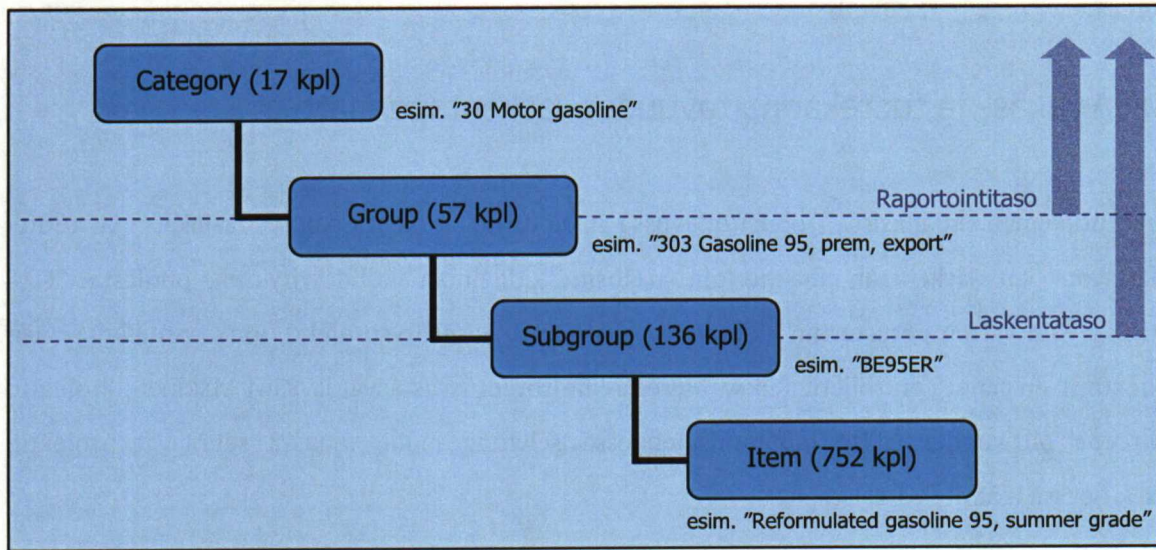 Category (17 kpl)
esim. ”30 Motor gasoline”
Raportointitaso
Group (57 kpl)
esim. ”303 Gasoline 95, prem, export”
Laskentataso
Subgroup (136 kpl)
esim. ”BE95ER”
Item (752 kpl)
esim. ”Reformulated gasoline 95, summer grade”